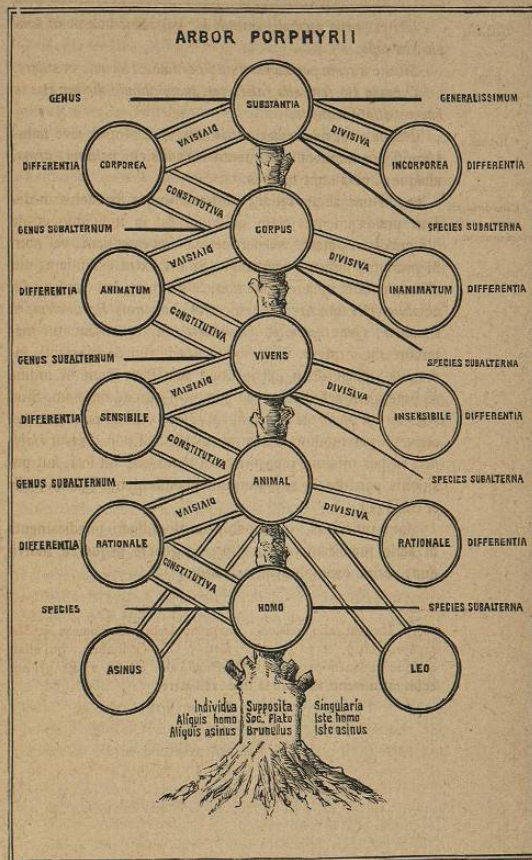 ARBOR PORPHYRII
GENUS SUBSTANTIA GENERALISSIMUM
DIVISIVA DIVISIVA
DIFFERENTIA CORPOREA INCORPOREA DIFFERENTIA
CONSTITUTIVA
GENUS SUBALTERNUM CORPUS SPECIES SUBALTERNA
DIVISIVA DIVISIVA
DIFFERENTIA ANIMATUM INANIMATUM DIFFERENTIA
CONSTITUTIVA
GENUS SUBALTERNUM VIVENS SPECIES SUBALTERNA
DIVISIVA DIVISIVA
DIFFERENTIA SENSIBILE INSENSIBILE DIFFERENTIA
CONSTITUTIVA
GENUS SUBALTERNUM ANIMAL SPECIES SUBALTERNA
DIVISIVA DIVISIVA
DIFFERENTIA RATIONALE RATIONALE DIFFERENTIA
CONSTITUTIVA
SPECIES HOMO SPECIES SUBALTERNA
ASINUS LEO
Individua Supposita Singularia
Aliquis homo Soc. Plato Iste homo
Aliquis asinus Brunellus Iste asinus